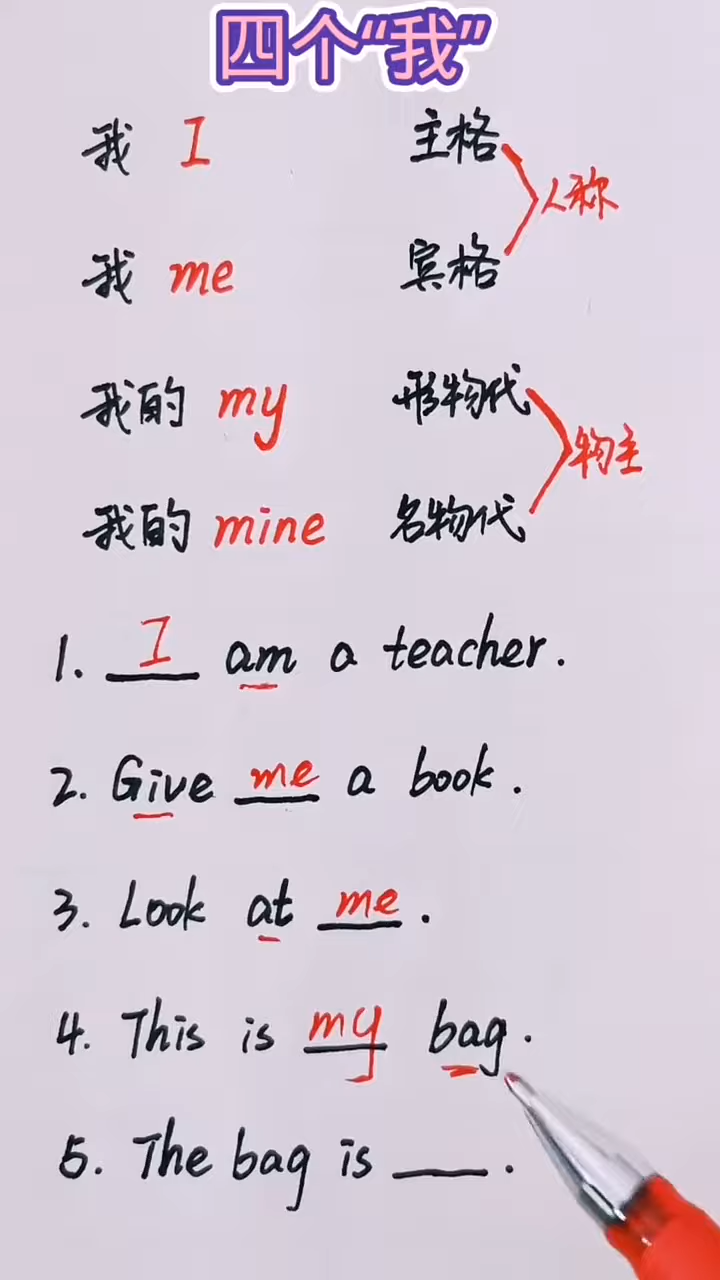 四个“我”
我 I 主格
人称
我 me 宾格
我的 my 形物代
物主
我的 mine 名物代
1. I am a teacher.
2. Give me a book.
3. Look at me.
4. This is my bag.
5. The bag is ___.